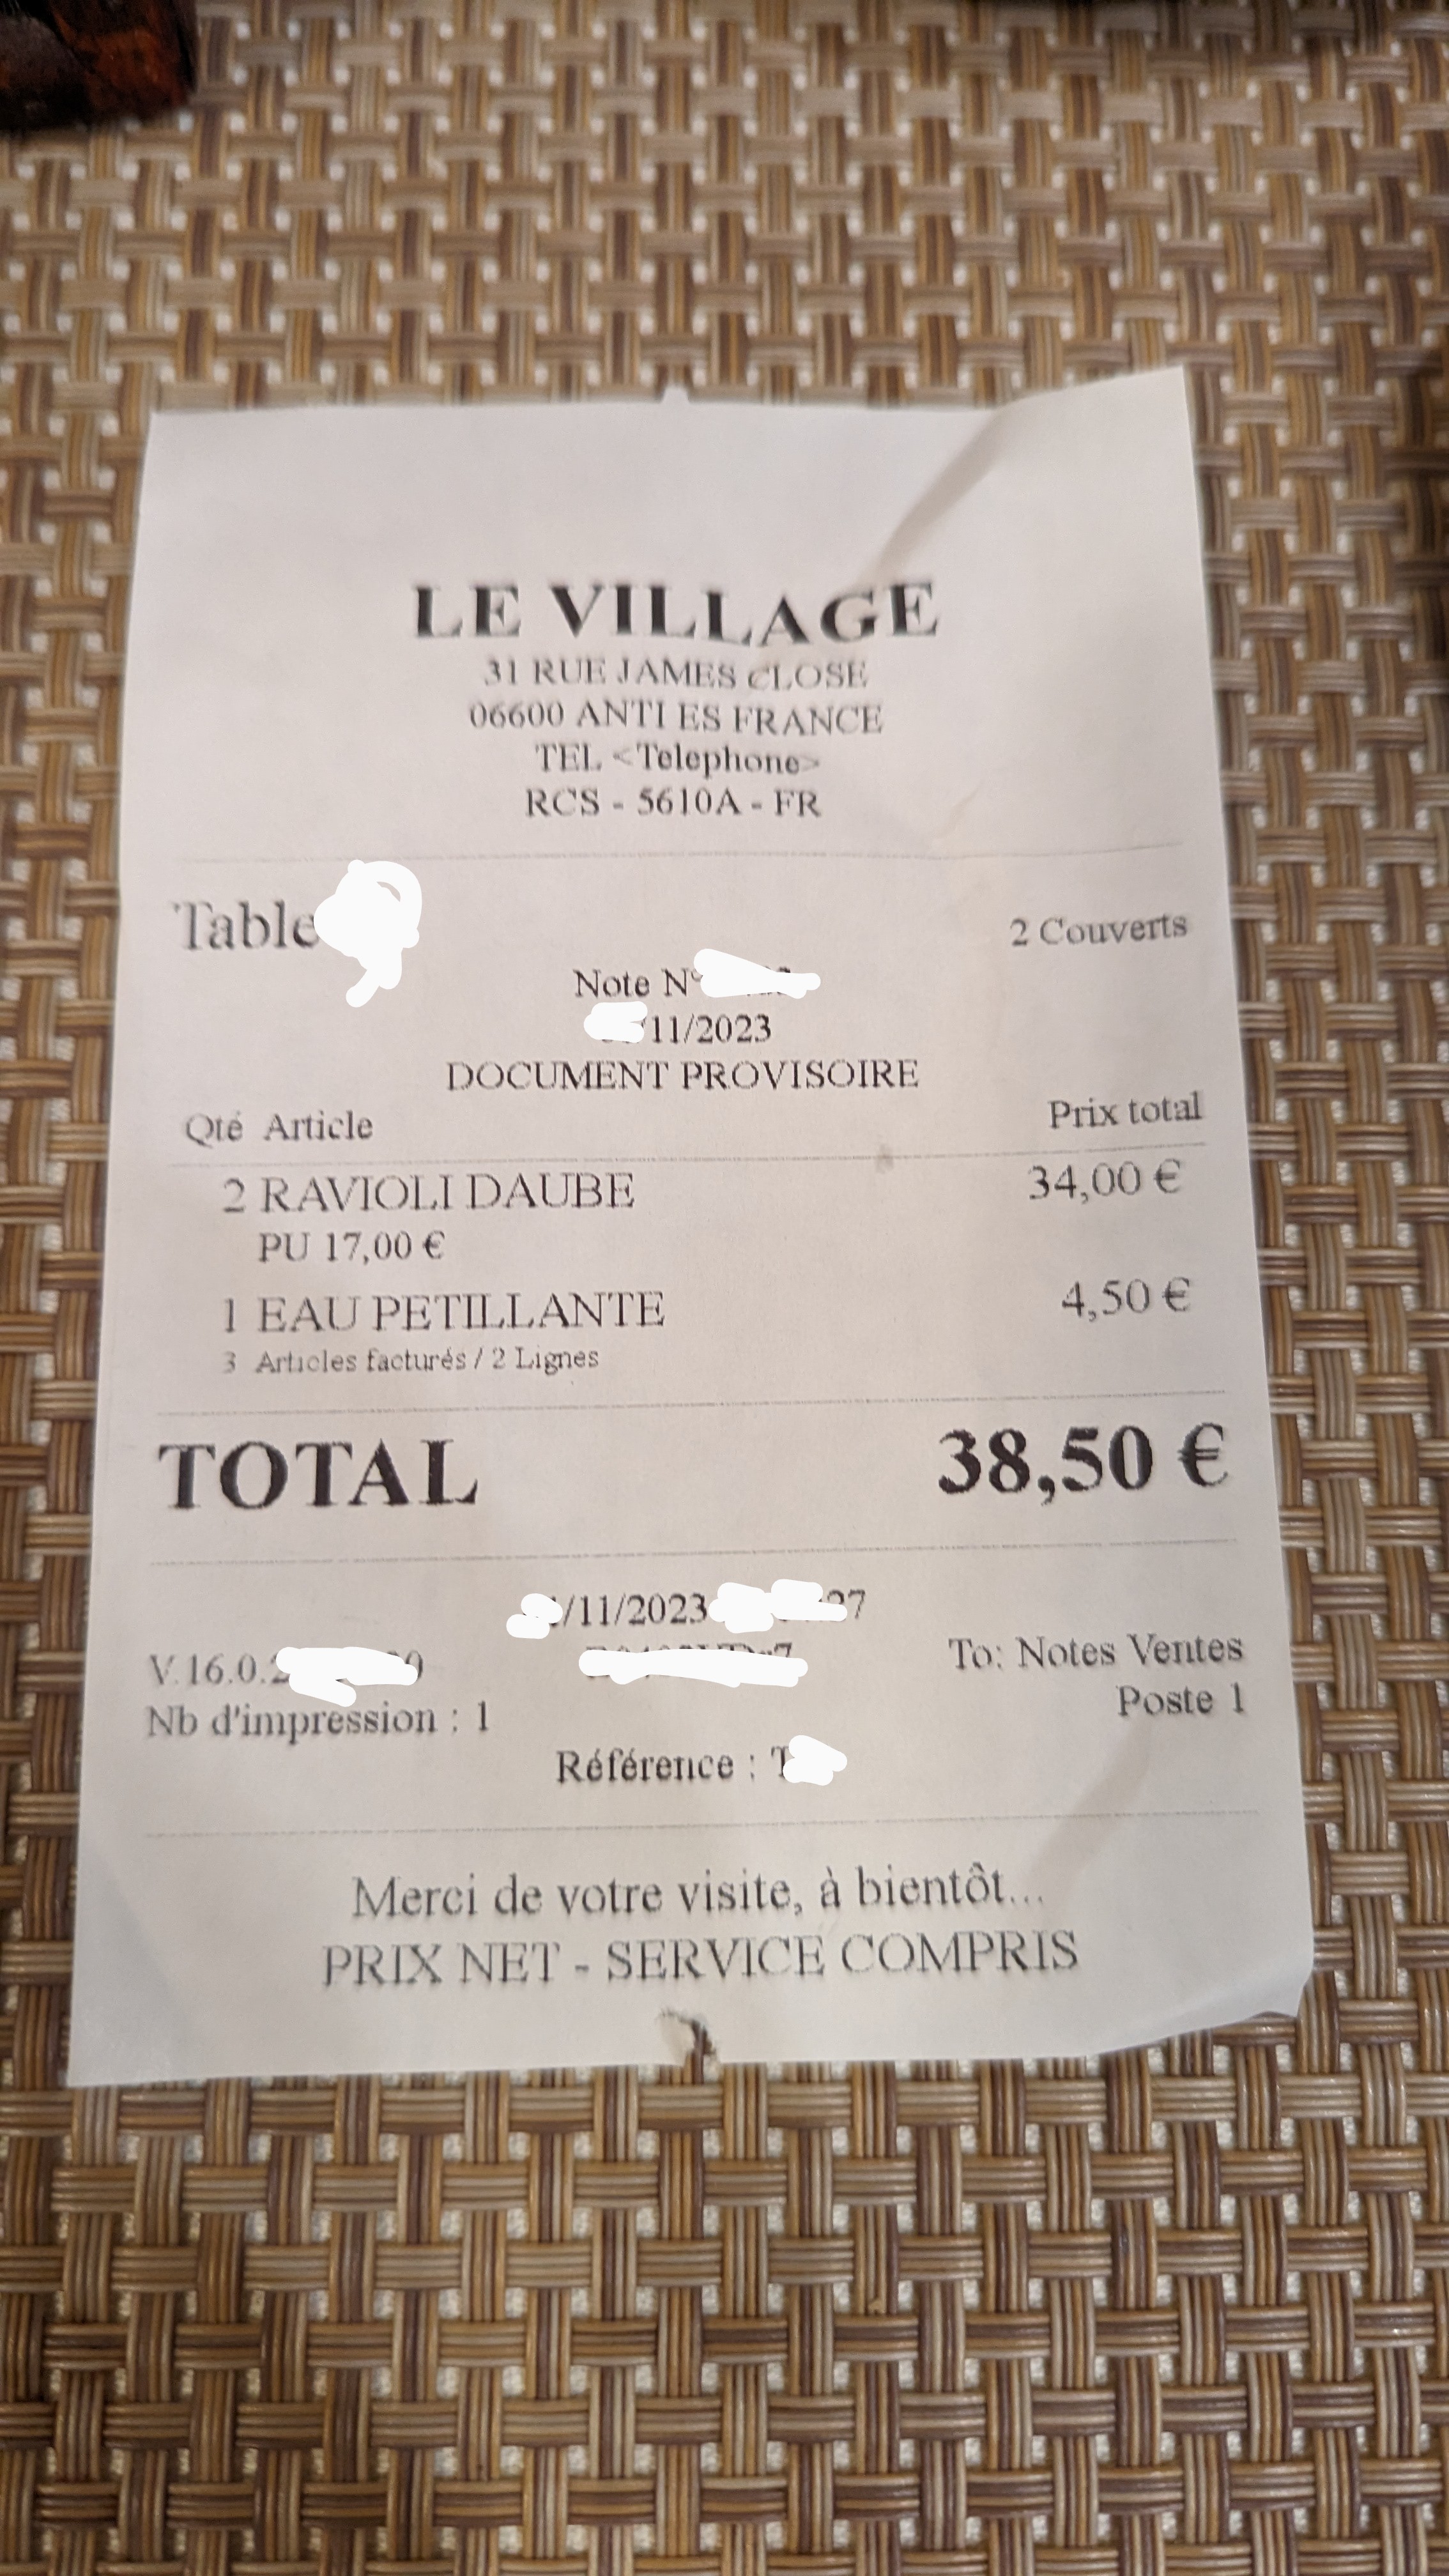 LE VILLAGE
31 RUE JAMES CLOSE
06600 ANTI ES FRANCE
TEL <Telephone>
RCS - 5610A - FR
Table 2 Couverts
Note N°
/11/2023
DOCUMENT PROVISOIRE
Qté Article Prix total
2 RAVIOLI DAUBE 34,00 €
PU 17,00 €
1 EAU PETILLANTE 4,50 €
3 Articles facturés / 2 Lignes
TOTAL 38,50 €
/11/2023 27
V.16.0.2 To: Notes Ventes
Nb d'impression : 1 Poste 1
Référence : T
Merci de votre visite, à bientôt...
PRIX NET - SERVICE COMPRIS